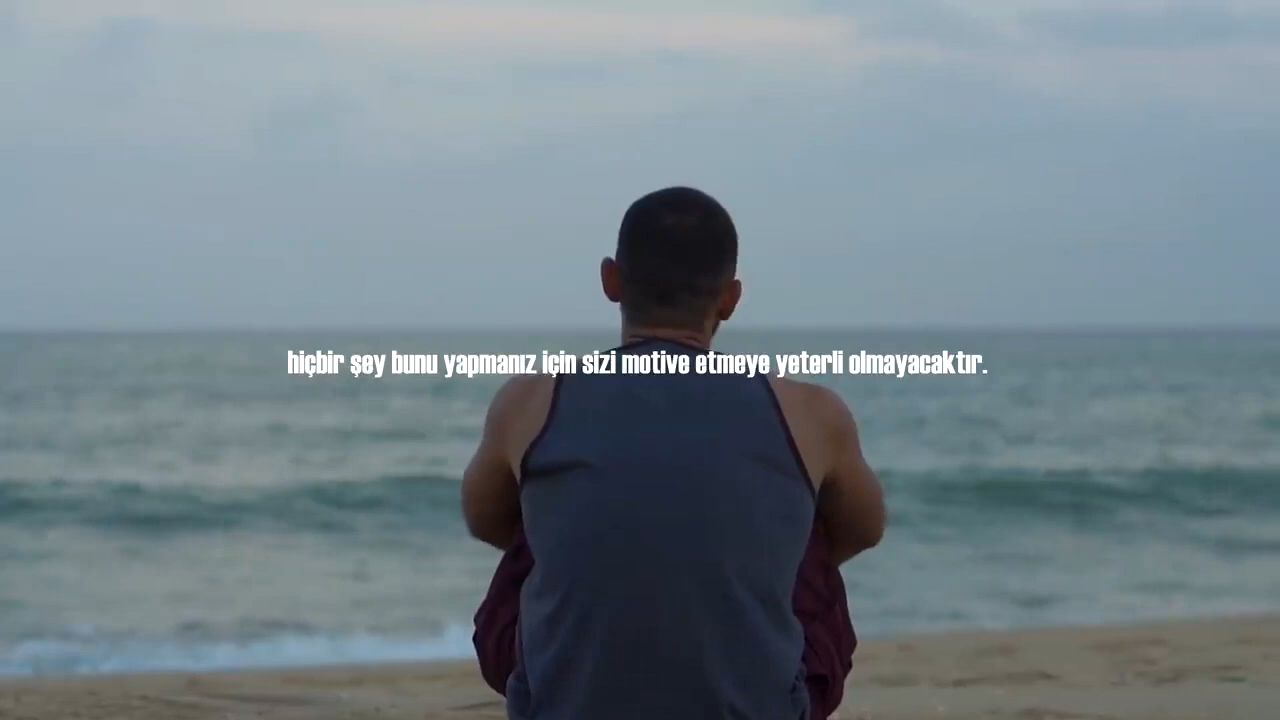 hiçbir şey bunu yapmanız için sizi motive etmeye yeterli olmayacaktır.